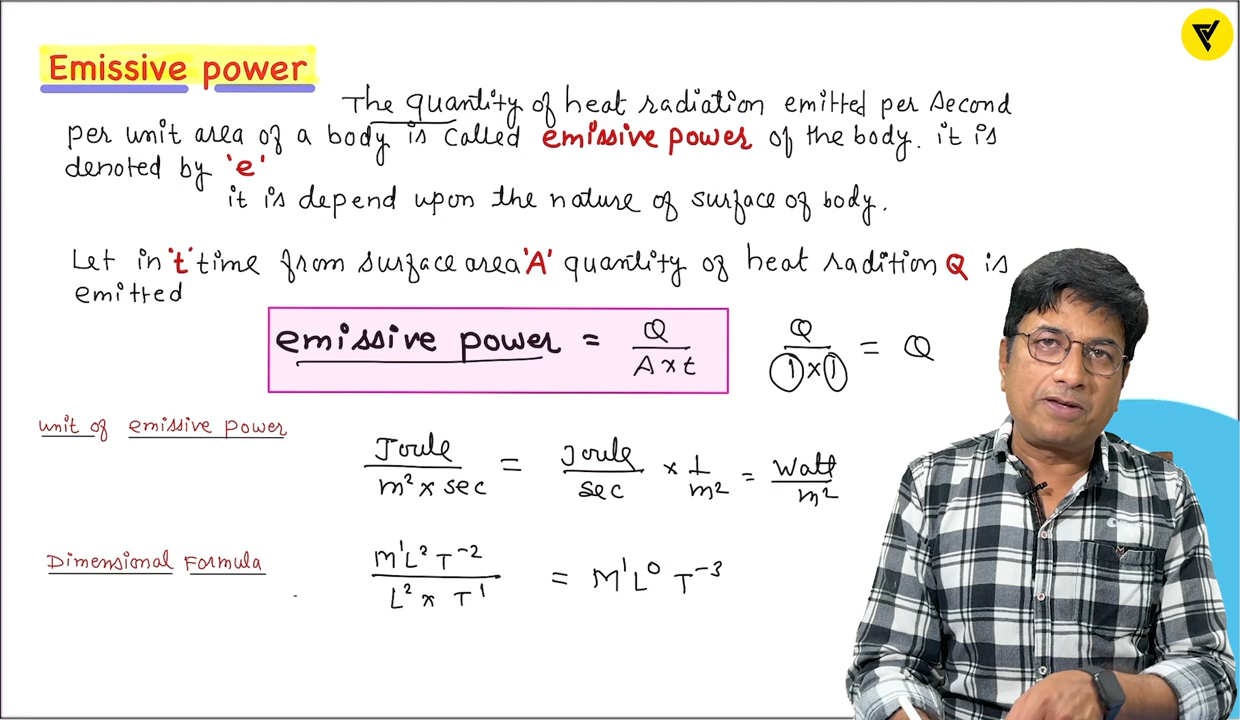 Emissive power
The quantity of heat radiation emitted per second
per unit area of a body is called emissive power of the body. it is
denoted by 'e'
it is depend upon the nature of surface of body.
Let in 't' time from surface area 'A' quantity of heat radition Q is
emitted
emissive power = Q / A × t
Q / 1 × 1 = Q
unit of emissive power
Joule / m² × sec = Joule / sec × 1 / m² = Watt / m²
Dimensional Formula
M¹L² T⁻² / L² × T¹ = M¹L⁰ T⁻³